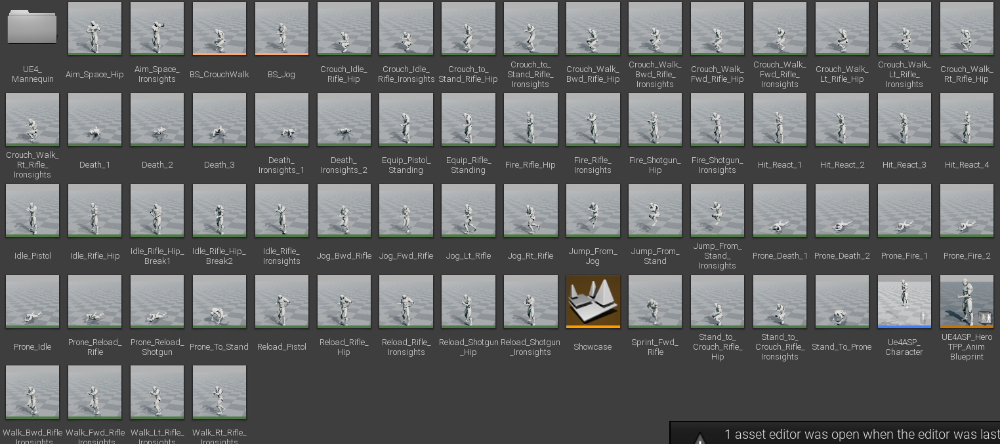 UE4_
Mannequin
Aim_Space_Hip
Aim_Space_
Ironsights
BS_CrouchWalk
BS_Jog
Crouch_Idle_
Rifle_Hip
Crouch_Idle_
Rifle_Ironsights
Crouch_to_
Stand_Rifle_Hip
Crouch_to_
Stand_Rifle_
Ironsights
Crouch_Walk_
Bwd_Rifle_Hip
Crouch_Walk_
Bwd_Rifle_
Ironsights
Crouch_Walk_
Fwd_Rifle_Hip
Crouch_Walk_
Fwd_Rifle_
Ironsights
Crouch_Walk_
Lt_Rifle_Hip
Crouch_Walk_
Lt_Rifle_
Ironsights
Crouch_Walk_
Rt_Rifle_Hip
Crouch_Walk_
Rt_Rifle_
Ironsights
Death_1
Death_2
Death_3
Death_
Ironsights_1
Death_
Ironsights_2
Equip_Pistol_
Standing
Equip_Rifle_
Standing
Fire_Rifle_Hip
Fire_Rifle_
Ironsights
Fire_Shotgun_
Hip
Fire_Shotgun_
Ironsights
Hit_React_1
Hit_React_2
Hit_React_3
Hit_React_4
Idle_Pistol
Idle_Rifle_Hip
Idle_Rifle_Hip_
Break1
Idle_Rifle_Hip_
Break2
Idle_Rifle_
Ironsights
Jog_Bwd_Rifle
Jog_Fwd_Rifle
Jog_Lt_Rifle
Jog_Rt_Rifle
Jump_From_
Jog
Jump_From_
Stand
Jump_From_
Stand_
Ironsights
Prone_Death_1
Prone_Death_2
Prone_Fire_1
Prone_Fire_2
Prone_Idle
Prone_Reload_
Rifle
Prone_Reload_
Shotgun
Prone_To_Stand
Reload_Pistol
Reload_Rifle_
Hip
Reload_Rifle_
Ironsights
Reload_Shotgun
_Hip
Reload_Shotgun
_Ironsights
Showcase
Sprint_Fwd_
Rifle
Stand_to_
Crouch_Rifle_
Hip
Stand_to_
Crouch_Rifle_
Ironsights
Stand_To_Prone
Ue4ASP_
Character
UE4ASP_Hero
TPP_Anim
Blueprint
Walk_Bwd_Rifle
Ironsights
Walk_Fwd_Rifle
Ironsights
Walk_Lt_Rifle_
Ironsights
Walk_Rt_Rifle_
Ironsights
1 asset editor was open when the editor was last